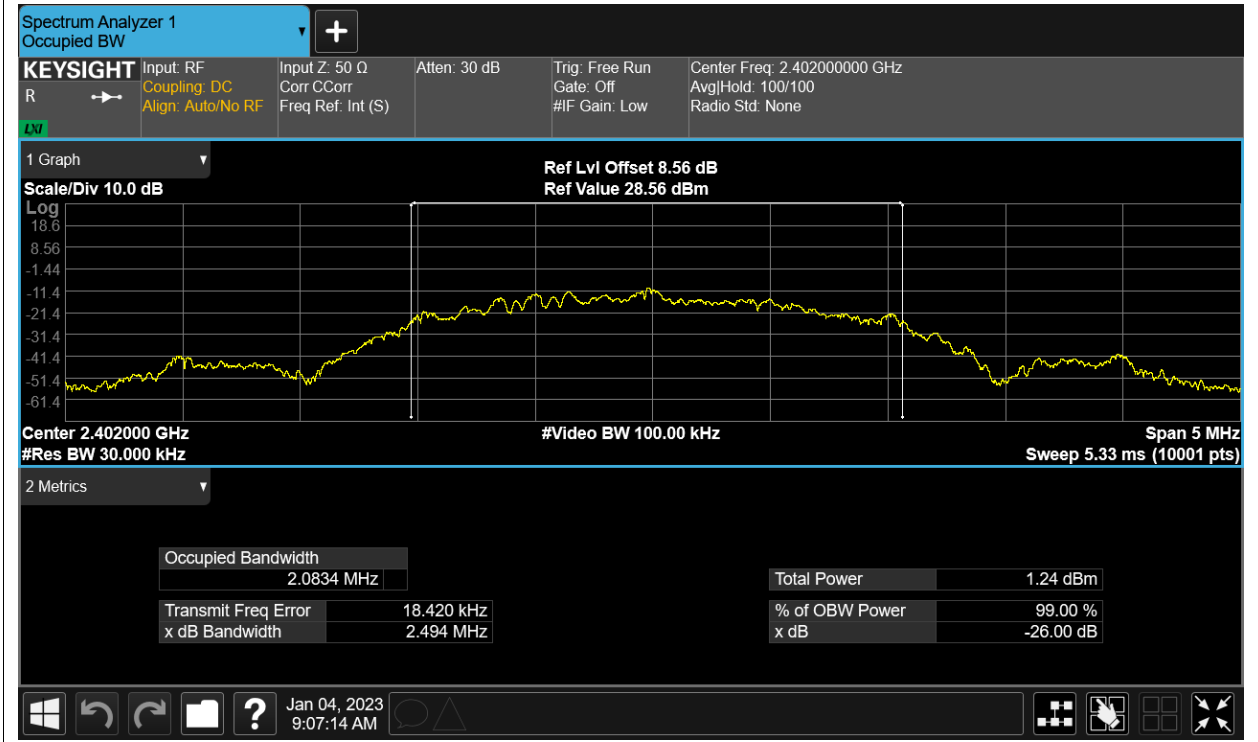 Spectrum Analyzer 1
Occupied BW
KEYSIGHT
R
LXI
Input: RF
Coupling: DC
Align: Auto/No RF
Input Z: 50 Ω
Corr CCorr
Freq Ref: Int (S)
Atten: 30 dB
Trig: Free Run
Gate: Off
#IF Gain: Low
Center Freq: 2.402000000 GHz
Avg|Hold: 100/100
Radio Std: None
1 Graph
Scale/Div 10.0 dB
Ref Lvl Offset 8.56 dB
Ref Value 28.56 dBm
Log
18.6
8.56
-1.44
-11.4
-21.4
-31.4
-41.4
-51.4
-61.4
Center 2.402000 GHz
#Video BW 100.00 kHz
Span 5 MHz
#Res BW 30.000 kHz
Sweep 5.33 ms (10001 pts)
2 Metrics
Occupied Bandwidth
2.0834 MHz
Total Power 1.24 dBm
Transmit Freq Error 18.420 kHz
% of OBW Power 99.00 %
x dB Bandwidth 2.494 MHz
x dB -26.00 dB
?
Jan 04, 2023
9:07:14 AM